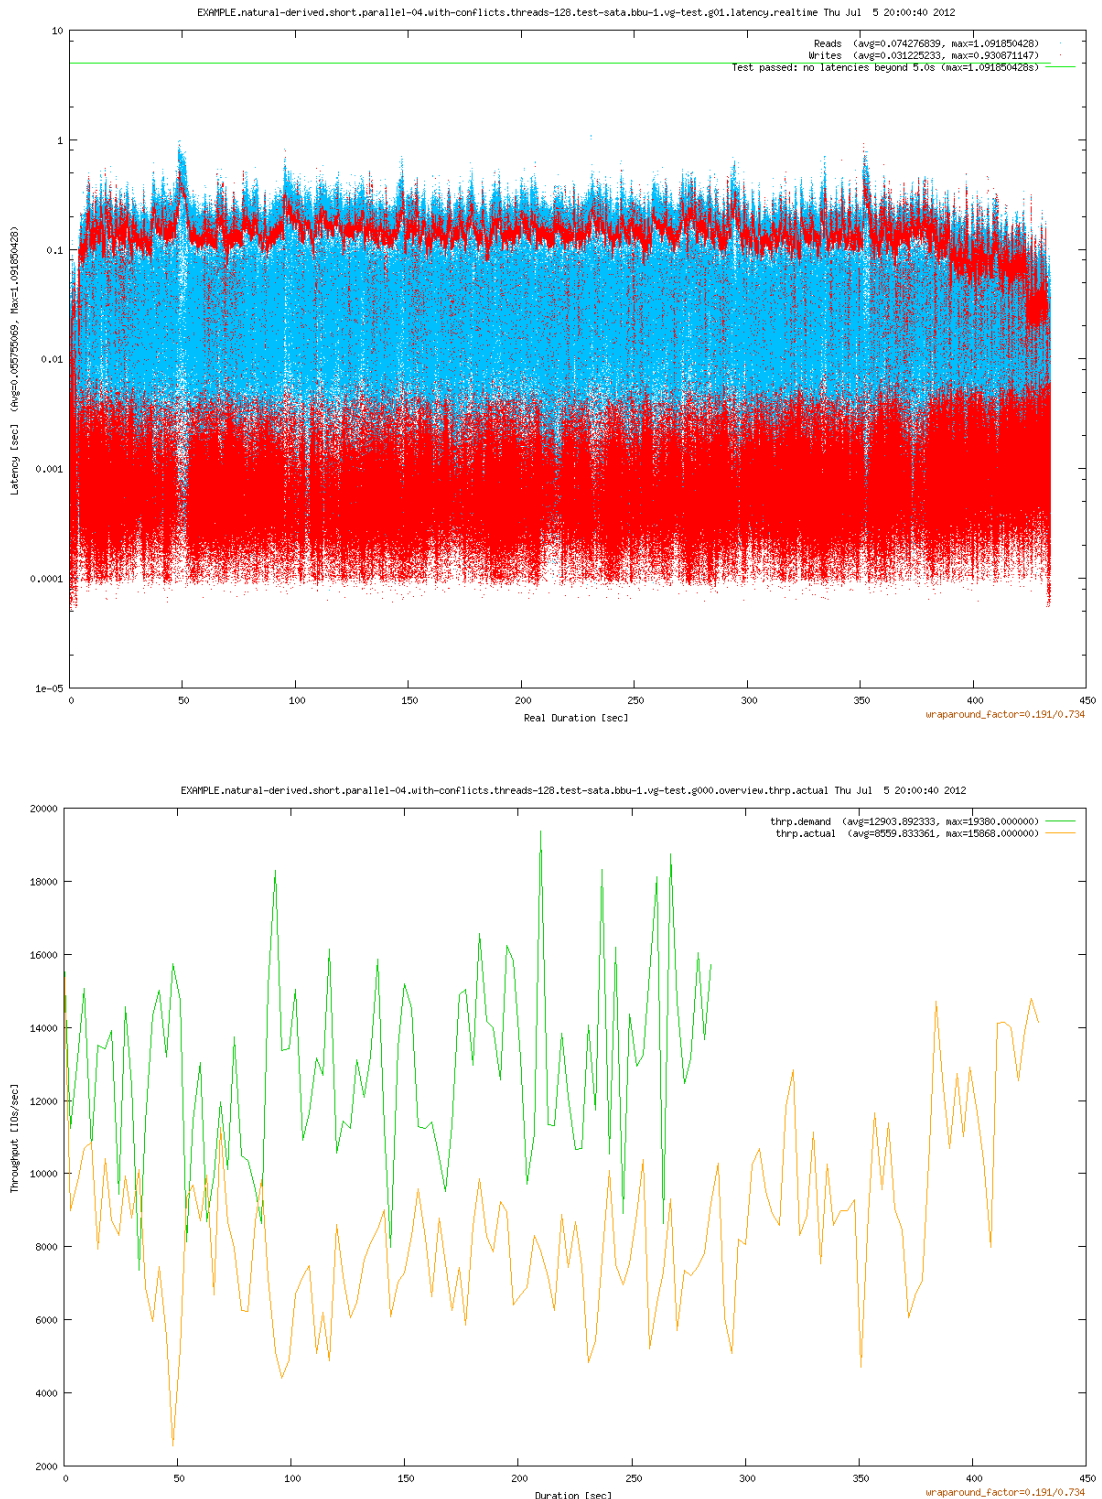 EXAMPLE.natural-derived.short.parallel-04.with-conflicts.threads-128.test-sata.bbu-1.vg-test.g01.latency.realtime Thu Jul  5 20:00:40 2012
Reads  (avg=0.074276839, max=1.091850428)
Writes  (avg=0.031225233, max=0.930871147)
Test passed: no latencies beyond 5.0s (max=1.091850428s)
10
1
0.1
0.01
0.001
0.0001
1e-05
Latency [sec]  (Avg=0.055755069, Max=1.091850428)
0 50 100 150 200 250 300 350 400 450
Real Duration [sec]
wraparound_factor=0.191/0.734
EXAMPLE.natural-derived.short.parallel-04.with-conflicts.threads-128.test-sata.bbu-1.vg-test.g000.overview.thrp.actual Thu Jul  5 20:00:40 2012
thrp.demand  (avg=12903.892333, max=19380.000000)
thrp.actual  (avg=8559.833361, max=15868.000000)
20000
18000
16000
14000
12000
10000
8000
6000
4000
2000
Throughput [IOs/sec]
0 50 100 150 200 250 300 350 400 450
Duration [sec]
wraparound_factor=0.191/0.734